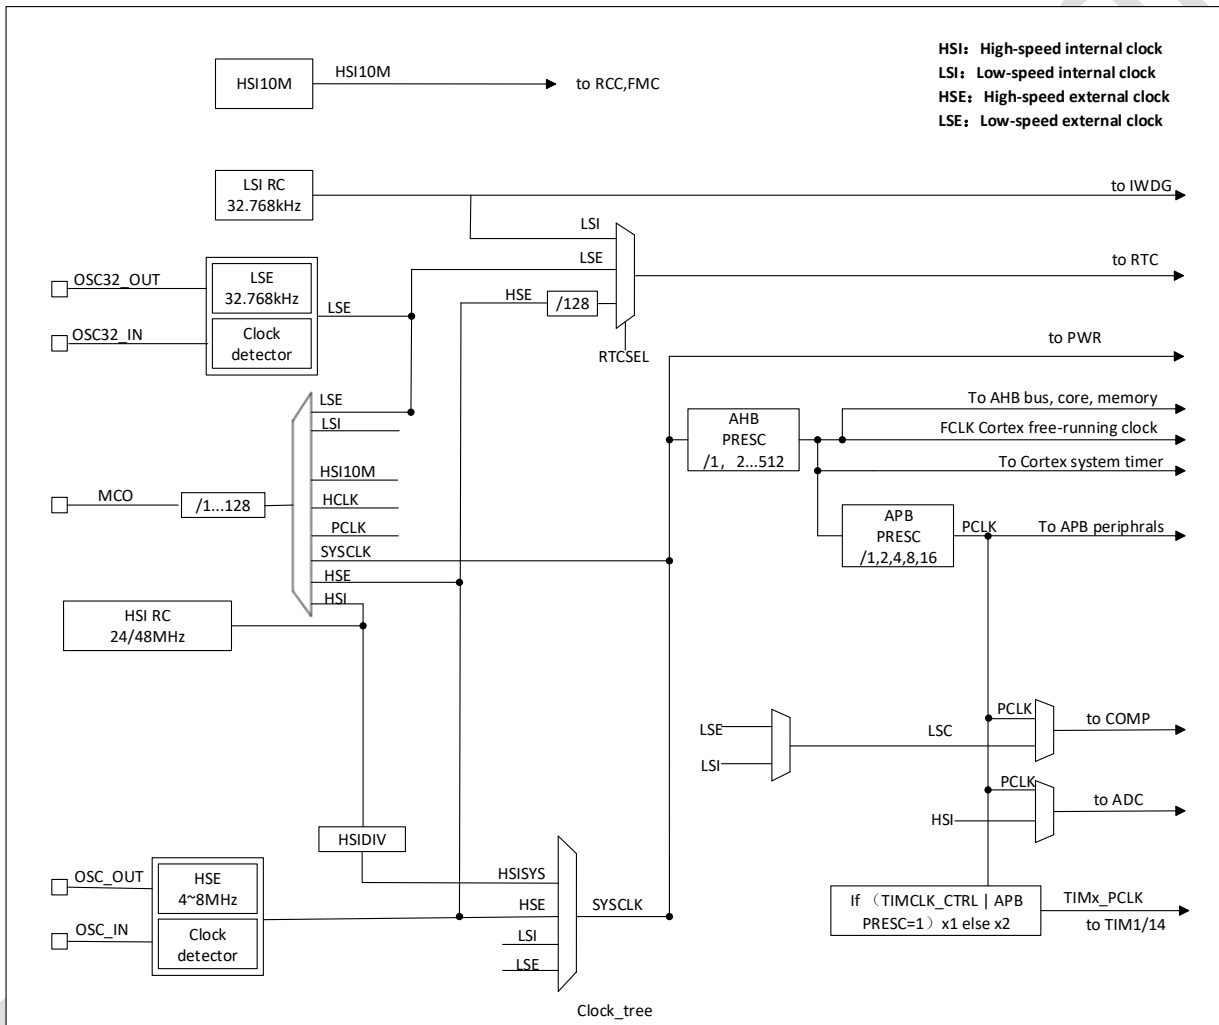 HSI：High-speed internal clock
LSI：Low-speed internal clock
HSE：High-speed external clock
LSE：Low-speed external clock
HSI10M
HSI10M
to RCC,FMC
LSI RC
32.768kHz
to IWDG
LSI
LSE
HSE
/128
RTCSEL
to RTC
OSC32_OUT
OSC32_IN
LSE
32.768kHz
Clock
detector
LSE
to PWR
AHB
PRESC
/1，2...512
To AHB bus, core, memory
FCLK Cortex free-running clock
To Cortex system timer
APB
PRESC
/1,2,4,8,16
PCLK
To APB periphrals
MCO
/1...128
LSE
LSI
HSI10M
HCLK
PCLK
SYSCLK
HSE
HSI
HSI RC
24/48MHz
LSE
LSI
LSC
PCLK
to COMP
PCLK
HSI
to ADC
HSIDIV
OSC_OUT
OSC_IN
HSE
4~8MHz
Clock
detector
HSISYS
HSE
LSI
LSE
SYSCLK
If （TIMCLK_CTRL | APB
PRESC=1）x1 else x2
TIMx_PCLK
to TIM1/14
Clock_tree